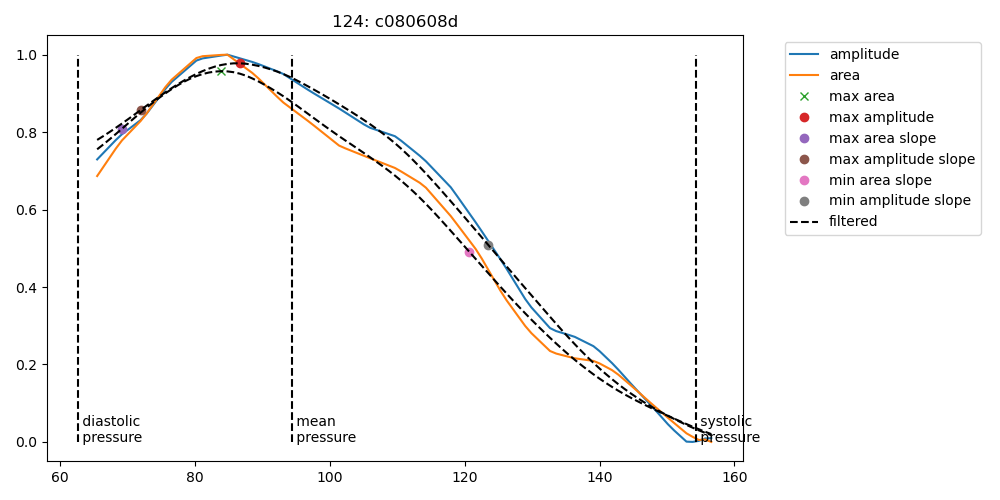 124: c080608d
1.0
0.8
0.6
0.4
0.2
0.0
60
80
100
120
140
160
diastolic
pressure
mean
pressure
systolic
pressure
amplitude
area
max area
max amplitude
max area slope
max amplitude slope
min area slope
min amplitude slope
filtered